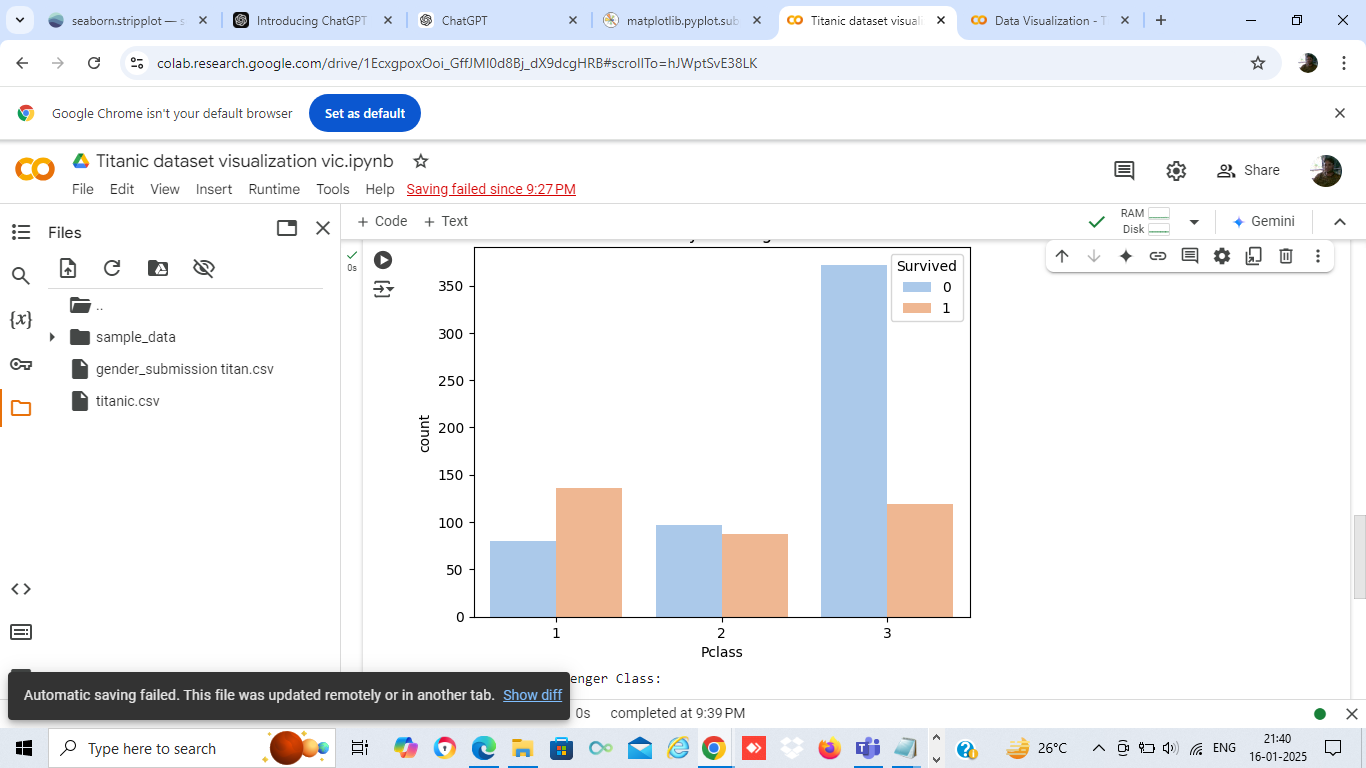 seaborn.stripplot — s
Introducing ChatGPT
ChatGPT
matplotlib.pyplot.sub
Titanic dataset visuali
Data Visualization - T
colab.research.google.com/drive/1EcxgpoxOoi_GffJMI0d8Bj_dX9dcgHRB#scrollTo=hJWptSvE38LK
Google Chrome isn't your default browser
Set as default
Titanic dataset visualization vic.ipynb
File Edit View Insert Runtime Tools Help Saving failed since 9:27 PM
Share
Files
+ Code + Text
RAM
Disk
Gemini
..
sample_data
gender_submission titan.csv
titanic.csv
{x}
0s
Survived
0
1
350
300
250
200
150
100
50
0
count
1 2 3
Pclass
enger Class:
Automatic saving failed. This file was updated remotely or in another tab. Show diff
0s completed at 9:39 PM
Type here to search
26°C
ENG
21:40
16-01-2025